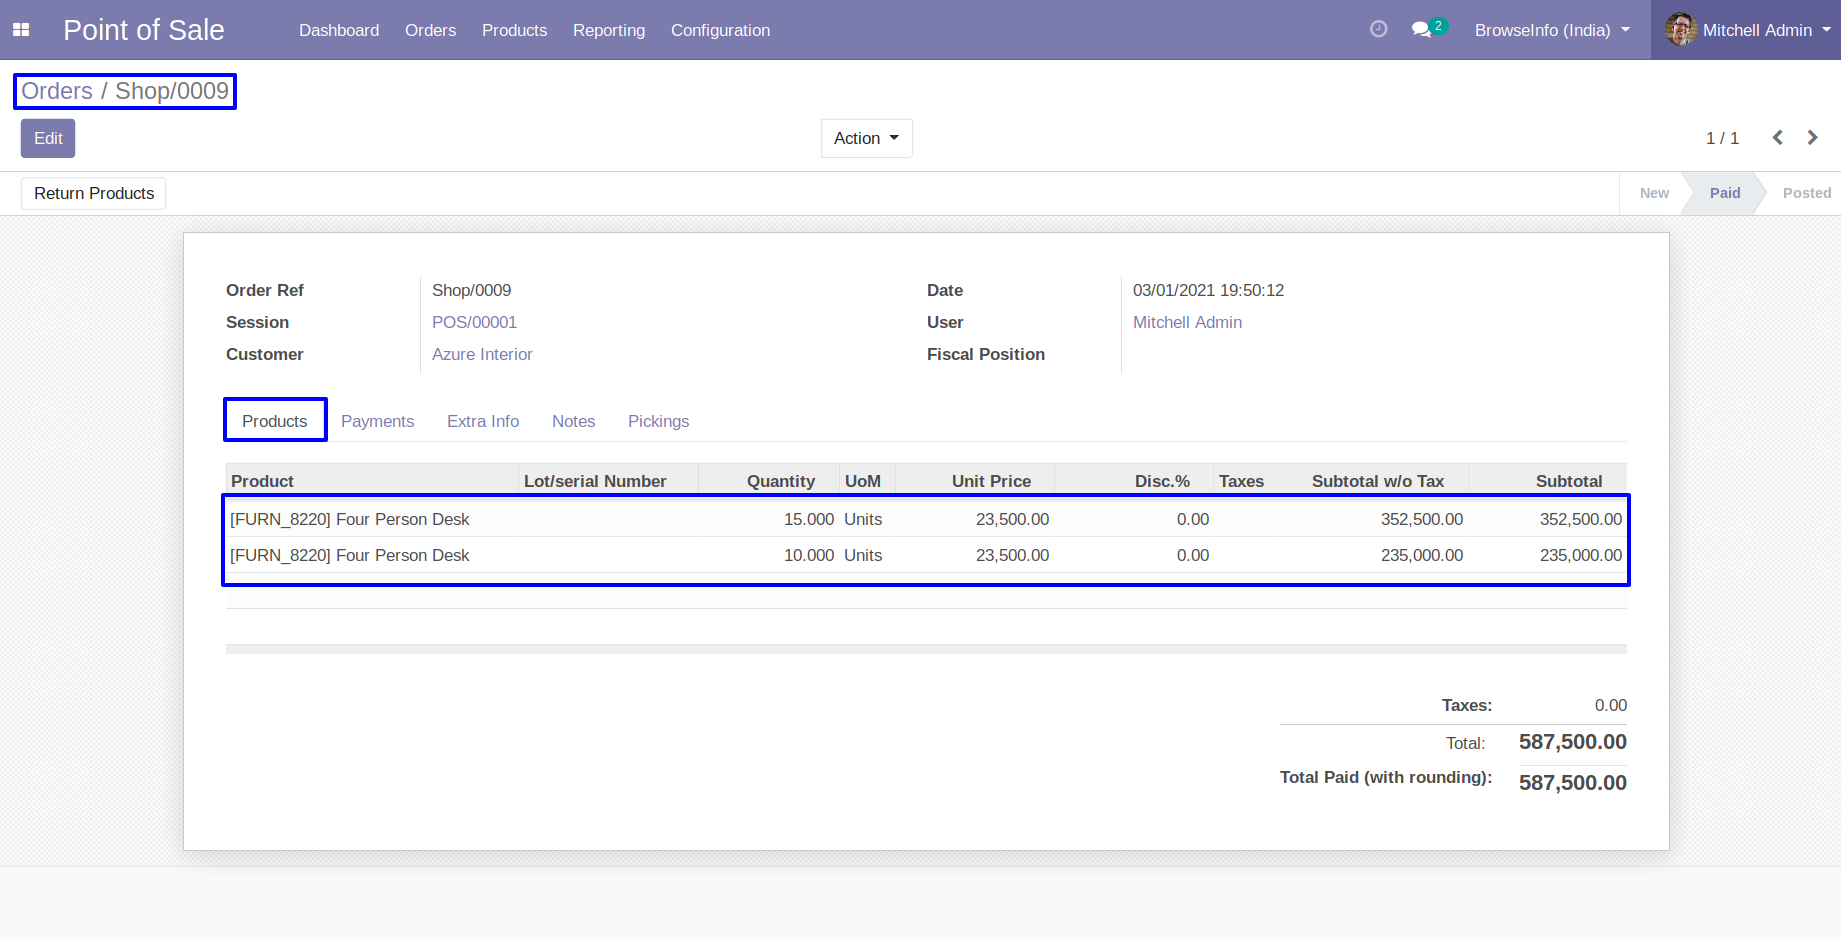 Point of Sale Dashboard Orders Products Reporting Configuration 2 BrowseInfo (India) Mitchell Admin
Orders / Shop/0009
Edit Action 1 / 1
Return Products New Paid Posted
Order Ref Shop/0009 Date 03/01/2021 19:50:12
Session POS/00001 User Mitchell Admin
Customer Azure Interior Fiscal Position
Products Payments Extra Info Notes Pickings
Product Lot/serial Number Quantity UoM Unit Price Disc.% Taxes Subtotal w/o Tax Subtotal
[FURN_8220] Four Person Desk 15.000 Units 23,500.00 0.00 352,500.00 352,500.00
[FURN_8220] Four Person Desk 10.000 Units 23,500.00 0.00 235,000.00 235,000.00
Taxes: 0.00
Total: 587,500.00
Total Paid (with rounding): 587,500.00